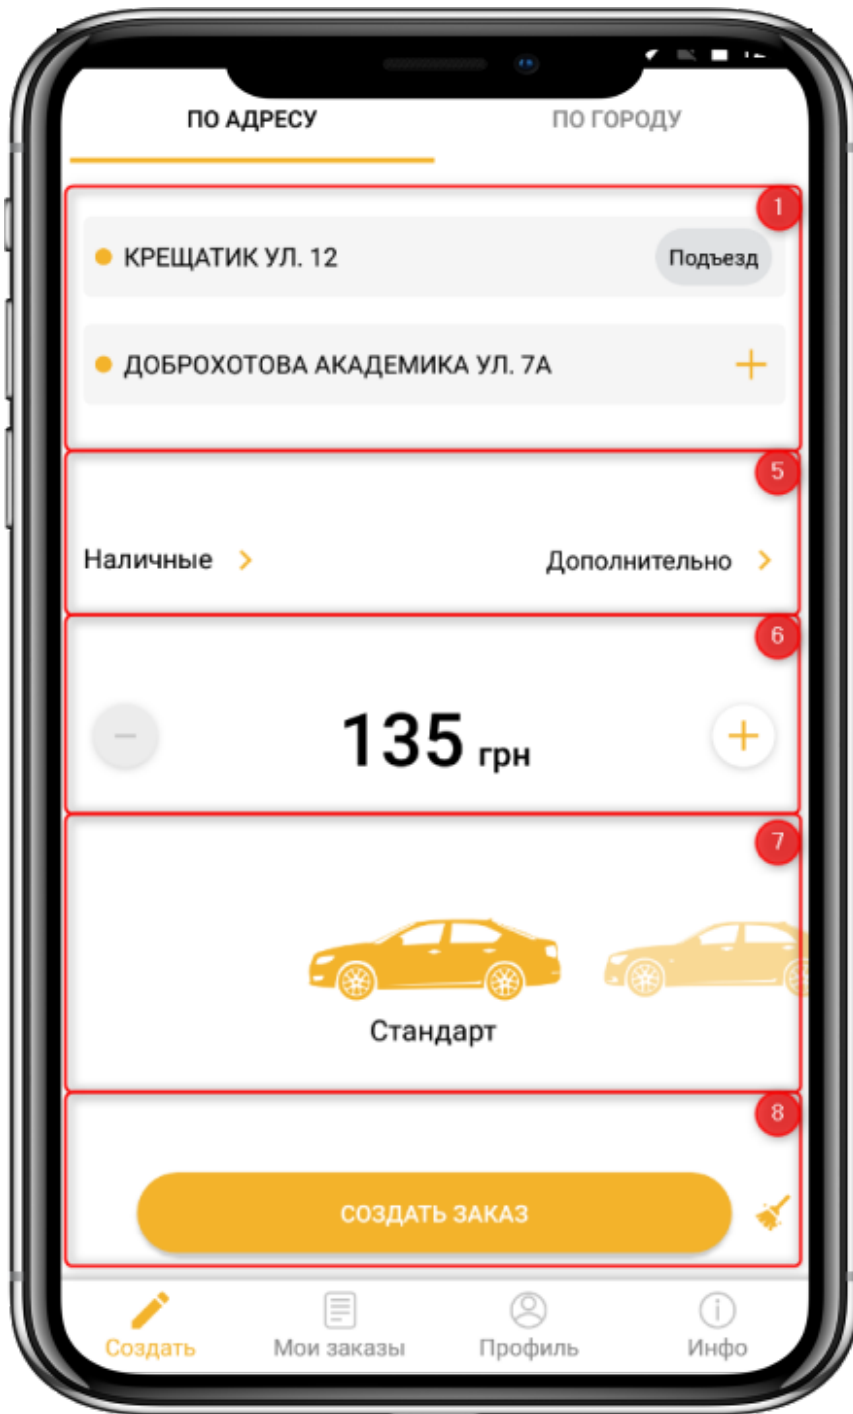 ПО АДРЕСУ ПО ГОРОДУ
1
КРЕЩАТИК УЛ. 12 Подъезд
ДОБРОХОТОВА АКАДЕМИКА УЛ. 7А
5
Наличные Дополнительно
6
135 грн
7
Стандарт
8
СОЗДАТЬ ЗАКАЗ
Создать Мои заказы Профиль Инфо